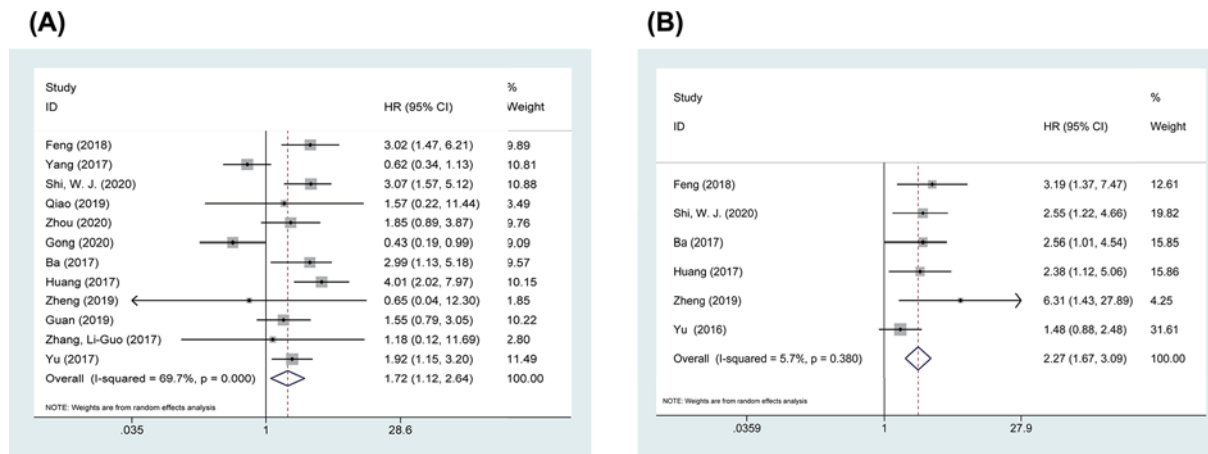 (A)
Study %
ID HR (95% CI) Weight
Feng (2018) 3.02 (1.47, 6.21) 9.89
Yang (2017) 0.62 (0.34, 1.13) 10.81
Shi, W. J. (2020) 3.07 (1.57, 5.12) 10.88
Qiao (2019) 1.57 (0.22, 11.44) 3.49
Zhou (2020) 1.85 (0.89, 3.87) 9.76
Gong (2020) 0.43 (0.19, 0.99) 9.09
Ba (2017) 2.99 (1.13, 5.18) 9.57
Huang (2017) 4.01 (2.02, 7.97) 10.15
Zheng (2019) 0.65 (0.04, 12.30) 1.85
Guan (2019) 1.55 (0.79, 3.05) 10.22
Zhang, Li-Guo (2017) 1.18 (0.12, 11.69) 2.80
Yu (2017) 1.92 (1.15, 3.20) 11.49
Overall (I-squared = 69.7%, p = 0.000) 1.72 (1.12, 2.64) 100.00
NOTE: Weights are from random effects analysis
.035 1 28.6
(B)
Study %
ID HR (95% CI) Weight
Feng (2018) 3.19 (1.37, 7.47) 12.61
Shi, W. J. (2020) 2.55 (1.22, 4.66) 19.82
Ba (2017) 2.56 (1.01, 4.54) 15.85
Huang (2017) 2.38 (1.12, 5.06) 15.86
Zheng (2019) 6.31 (1.43, 27.89) 4.25
Yu (2016) 1.48 (0.88, 2.48) 31.61
Overall (I-squared = 5.7%, p = 0.380) 2.27 (1.67, 3.09) 100.00
NOTE: Weights are from random effects analysis
.0359 1 27.9